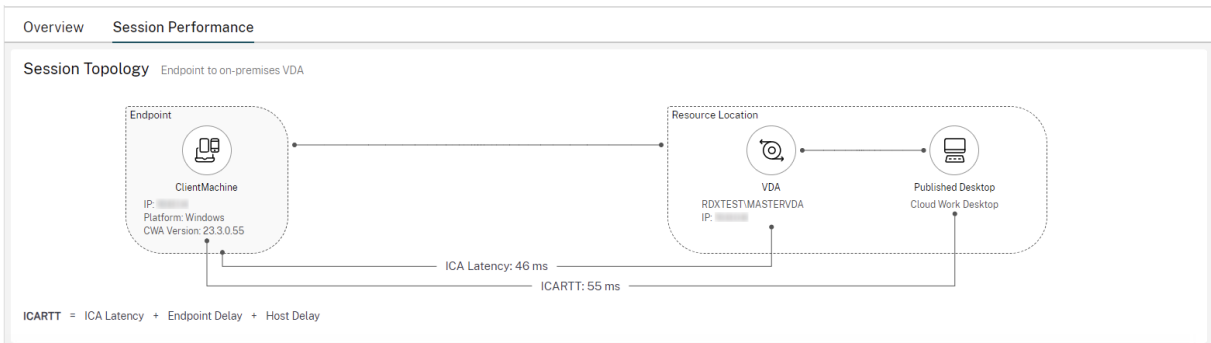 Overview Session Performance
Session Topology Endpoint to on-premises VDA
Endpoint
ClientMachine
IP:
Platform: Windows
CWA Version: 23.3.0.55
Resource Location
VDA
RDXTEST\MASTERVDA
IP:
Published Desktop
Cloud Work Desktop
ICA Latency: 46 ms
ICARTT: 55 ms
ICARTT = ICA Latency + Endpoint Delay + Host Delay